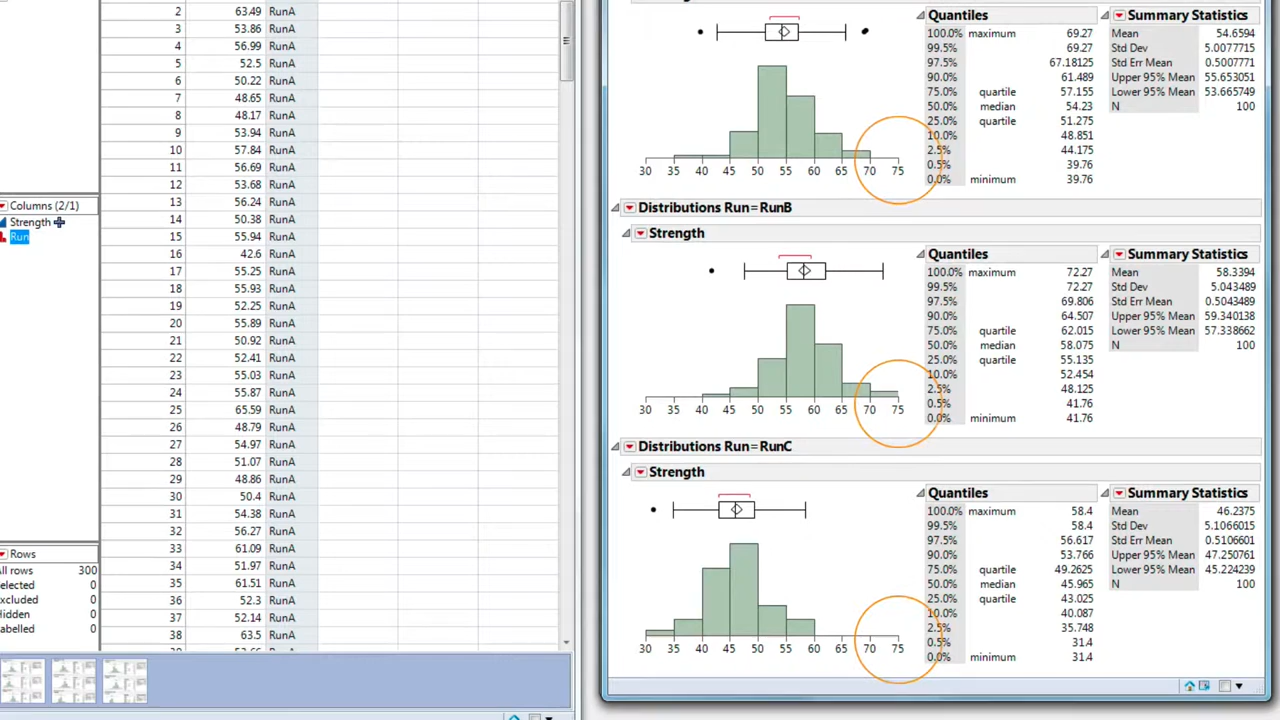 2 63.49 RunA
3 53.86 RunA
4 56.99 RunA
5 52.5 RunA
6 50.22 RunA
7 48.65 RunA
8 48.17 RunA
9 53.94 RunA
10 57.84 RunA
11 56.69 RunA
12 53.68 RunA
13 56.24 RunA
14 50.38 RunA
15 55.94 RunA
16 42.6 RunA
17 55.25 RunA
18 55.93 RunA
19 52.25 RunA
20 55.89 RunA
21 50.92 RunA
22 52.41 RunA
23 55.03 RunA
24 55.87 RunA
25 65.59 RunA
26 48.79 RunA
27 54.97 RunA
28 51.07 RunA
29 48.86 RunA
30 50.4 RunA
31 54.38 RunA
32 56.27 RunA
33 61.09 RunA
34 51.97 RunA
35 61.51 RunA
36 52.3 RunA
37 52.14 RunA
38 63.5 RunA
Columns (2/1)
Strength
Run
Rows
All rows 300
elected 0
xcluded 0
Hidden 0
abelled 0
30 35 40 45 50 55 60 65 70 75
Quantiles
100.0% maximum 69.27
99.5% 69.27
97.5% 67.18125
90.0% 61.489
75.0% quartile 57.155
50.0% median 54.23
25.0% quartile 51.275
10.0% 48.851
2.5% 44.175
0.5% 39.76
0.0% minimum 39.76
Summary Statistics
Mean 54.6594
Std Dev 5.0077715
Std Err Mean 0.5007771
Upper 95% Mean 55.653051
Lower 95% Mean 53.665749
N 100
Distributions Run=RunB
Strength
30 35 40 45 50 55 60 65 70 75
Quantiles
100.0% maximum 72.27
99.5% 72.27
97.5% 69.806
90.0% 64.507
75.0% quartile 62.015
50.0% median 58.075
25.0% quartile 55.135
10.0% 52.454
2.5% 48.125
0.5% 41.76
0.0% minimum 41.76
Summary Statistics
Mean 58.3394
Std Dev 5.043489
Std Err Mean 0.5043489
Upper 95% Mean 59.340138
Lower 95% Mean 57.338662
N 100
Distributions Run=RunC
Strength
30 35 40 45 50 55 60 65 70 75
Quantiles
100.0% maximum 58.4
99.5% 58.4
97.5% 56.617
90.0% 53.766
75.0% quartile 49.2625
50.0% median 45.965
25.0% quartile 43.025
10.0% 40.087
2.5% 35.748
0.5% 31.4
0.0% minimum 31.4
Summary Statistics
Mean 46.2375
Std Dev 5.1066015
Std Err Mean 0.5106601
Upper 95% Mean 47.250761
Lower 95% Mean 45.224239
N 100